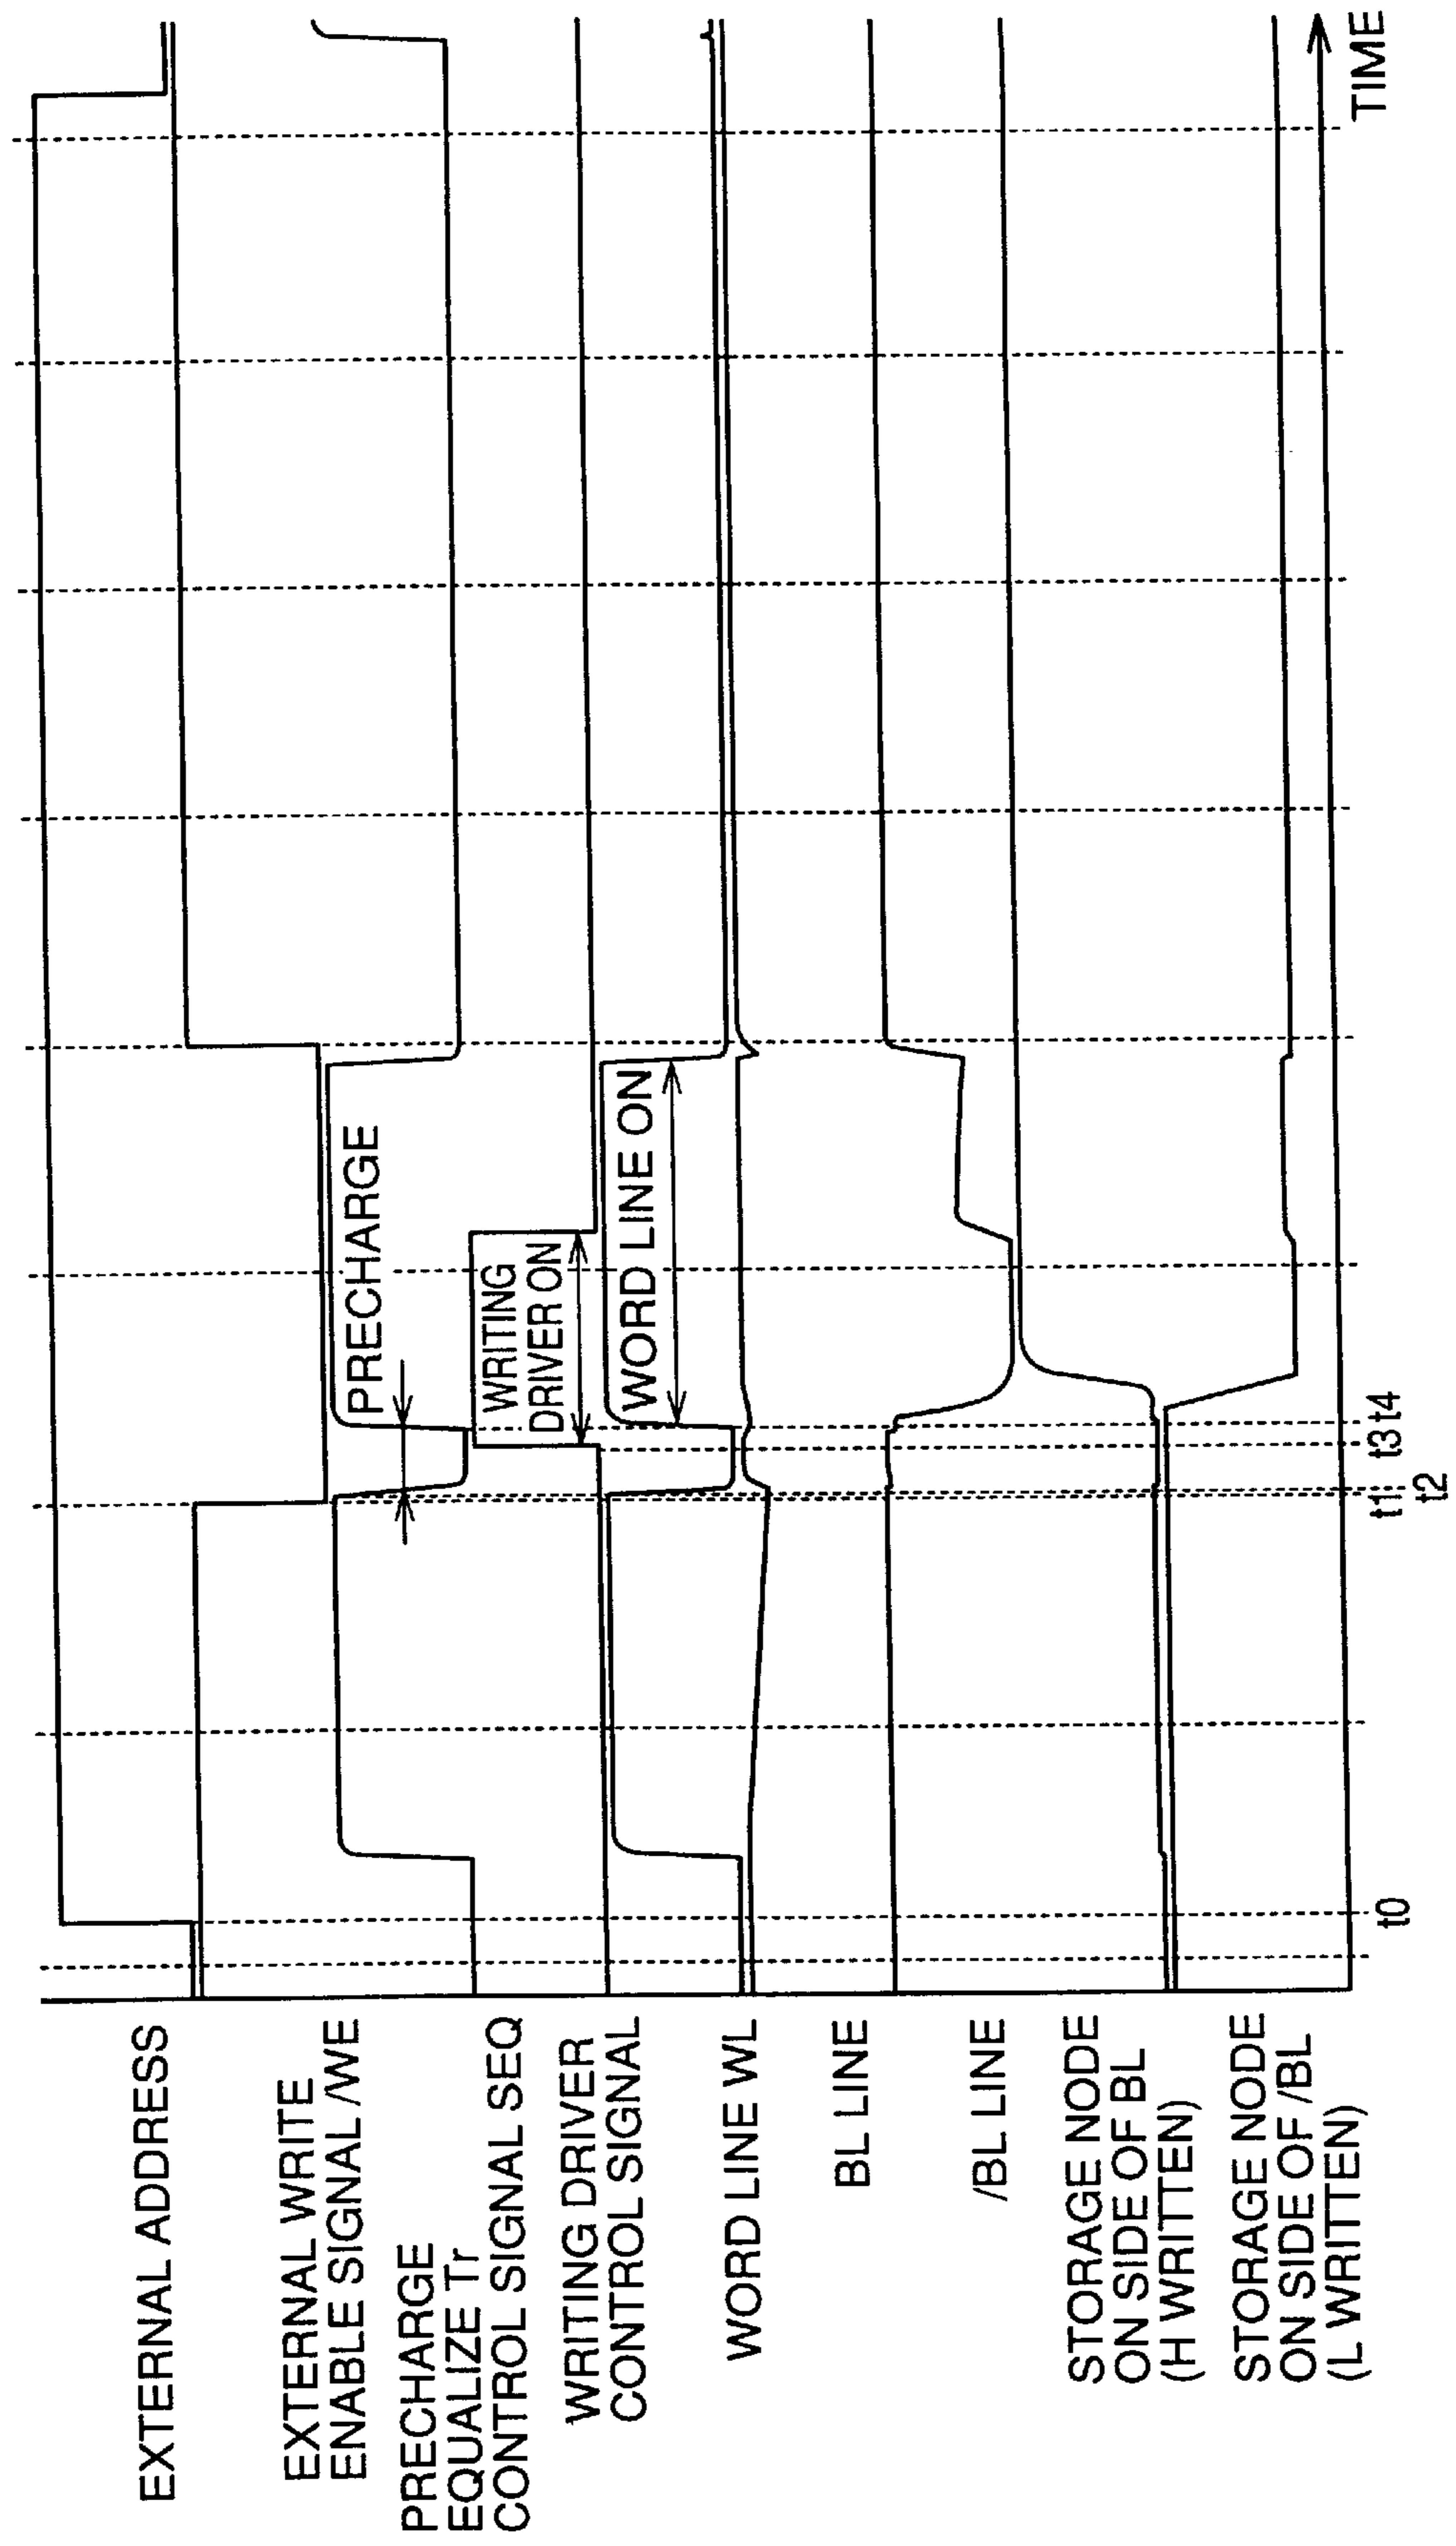 EXTERNAL ADDRESS
EXTERNAL WRITE
ENABLE SIGNAL /WE
PRECHARGE
EQUALIZE Tr
CONTROL SIGNAL SEQ
WRITING DRIVER
CONTROL SIGNAL
WORD LINE WL
BL LINE
/BL LINE
STORAGE NODE
ON SIDE OF BL
(H WRITTEN)
STORAGE NODE
ON SIDE OF /BL
(L WRITTEN)
PRECHARGE
WRITING
DRIVER ON
WORD LINE ON
t0
t1
t2
t3
t4
TIME